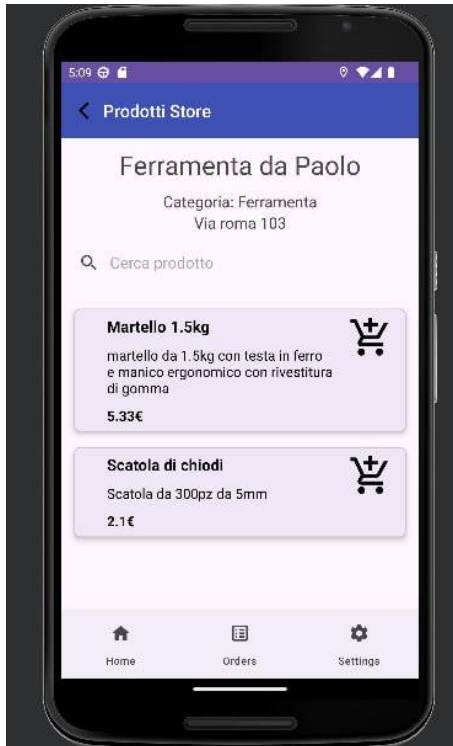 5:09
Prodotti Store
Ferramenta da Paolo
Categoria: Ferramenta
Via roma 103
Cerca prodotto
Martello 1.5kg
martello da 1.5kg con testa in ferro
e manico ergonomico con rivestitura
di gomma
5.33€
Scatola di chiodi
Scatola da 300pz da 5mm
2.1€
Home
Orders
Settings